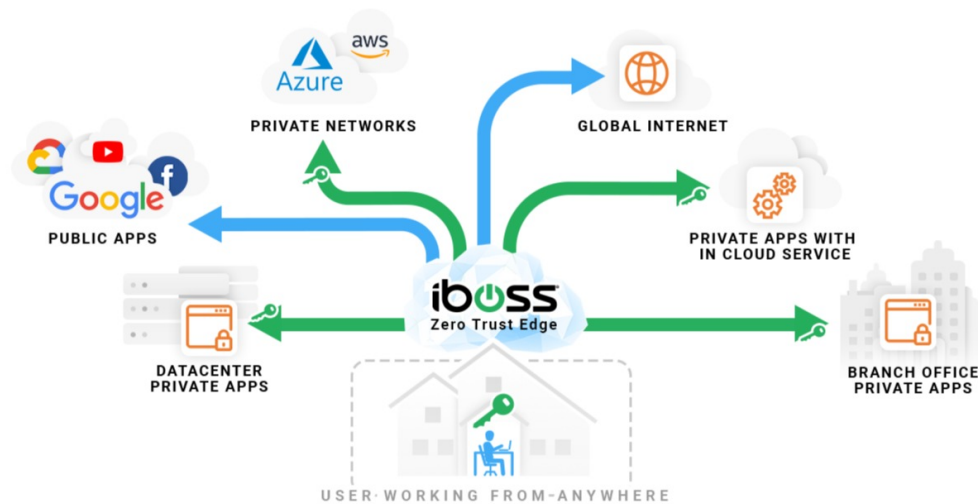 aws
Azure
PRIVATE NETWORKS
GLOBAL INTERNET
Google
f
PUBLIC APPS
PRIVATE APPS WITH
IN CLOUD SERVICE
iboss
Zero Trust Edge
DATACENTER
PRIVATE APPS
BRANCH OFFICE
PRIVATE APPS
USER WORKING FROM ANYWHERE